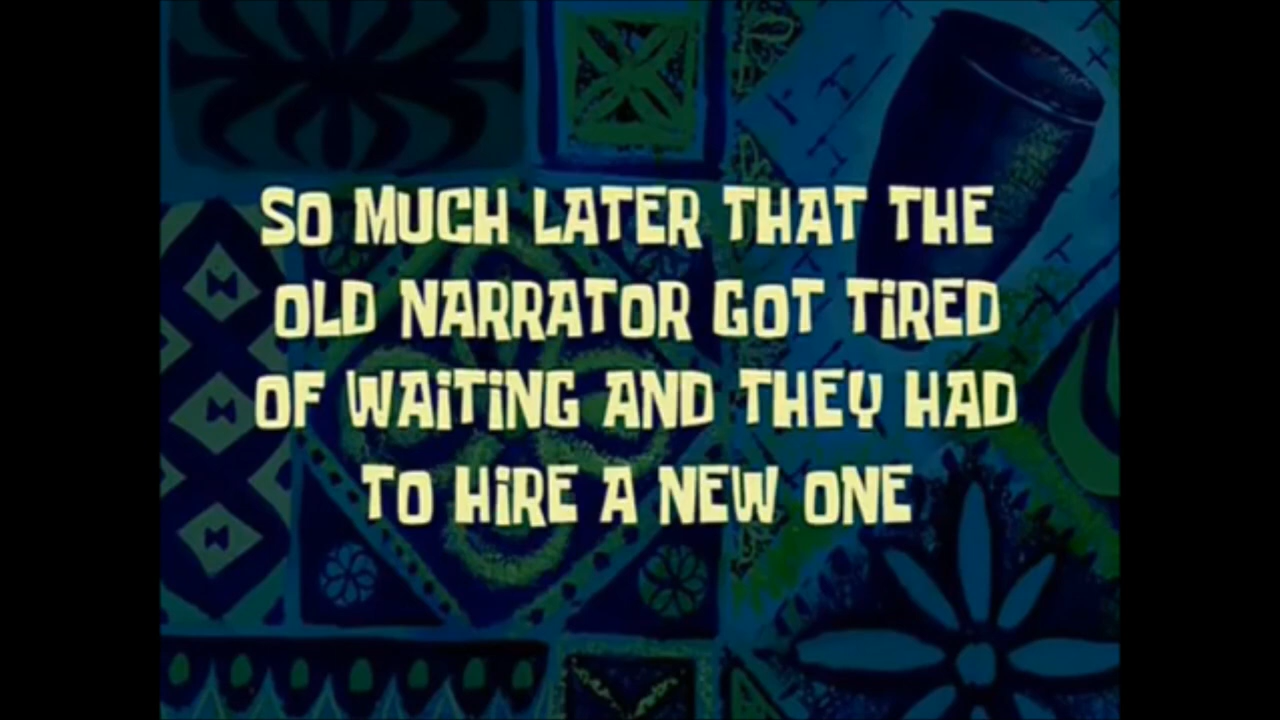 SO MUCH LATER THAT THE
OLD NARRATOR GOT TiRED
OF WAiTiNG AND THEY HAD
TO HiRE A NEW ONE